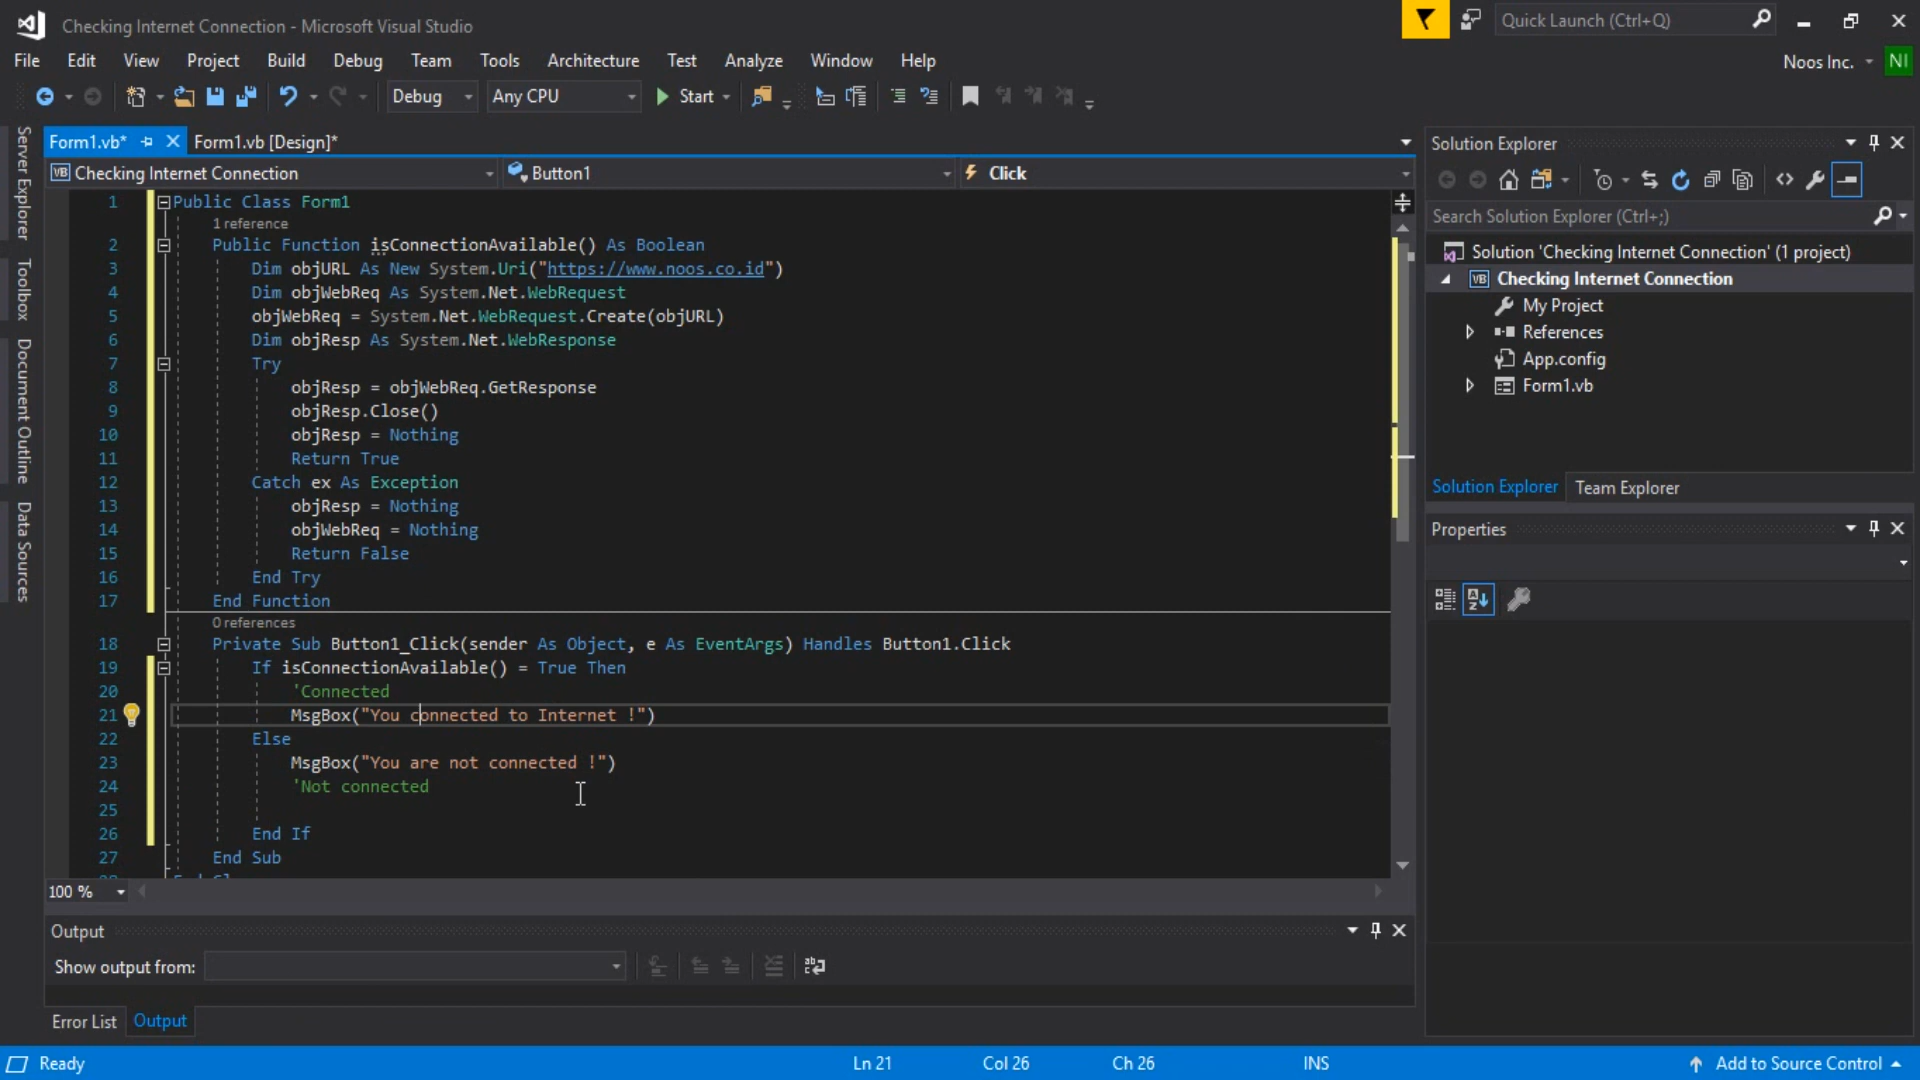 Checking Internet Connection - Microsoft Visual Studio
Quick Launch (Ctrl+Q)
File Edit View Project Build Debug Team Tools Test Architecture Analyze Window Help
Noos Inc. NI
Debug Any CPU Start
Server Explorer
Toolbox
Document Outline
Data Sources
Form1.vb* Form1.vb [Design]*
VB Checking Internet Connection Button1 Click
1 Public Class Form1
1 reference
2 Public Function isConnectionAvailable() As Boolean
3 Dim objURL As New System.Uri("https://www.noos.co.id")
4 Dim objWebReq As System.Net.WebRequest
5 objWebReq = System.Net.WebRequest.Create(objURL)
6 Dim objResp As System.Net.WebResponse
7 Try
8 objResp = objWebReq.GetResponse
9 objResp.Close()
10 objResp = Nothing
11 Return True
12 Catch ex As Exception
13 objResp = Nothing
14 objWebReq = Nothing
15 Return False
16 End Try
17 End Function
0 references
18 Private Sub Button1_Click(sender As Object, e As EventArgs) Handles Button1.Click
19 If isConnectionAvailable() = True Then
20 'Connected
21 MsgBox("You connected to Internet !")
22 Else
23 MsgBox("You are not connected !")
24 'Not connected
25
26 End If
27 End Sub
100 %
Output
Show output from:
Error List Output
Solution Explorer
Search Solution Explorer (Ctrl+;)
Solution 'Checking Internet Connection' (1 project)
VB Checking Internet Connection
My Project
References
App.config
Form1.vb
Solution Explorer Team Explorer
Properties
Ready Ln 21 Col 26 Ch 26 INS Add to Source Control